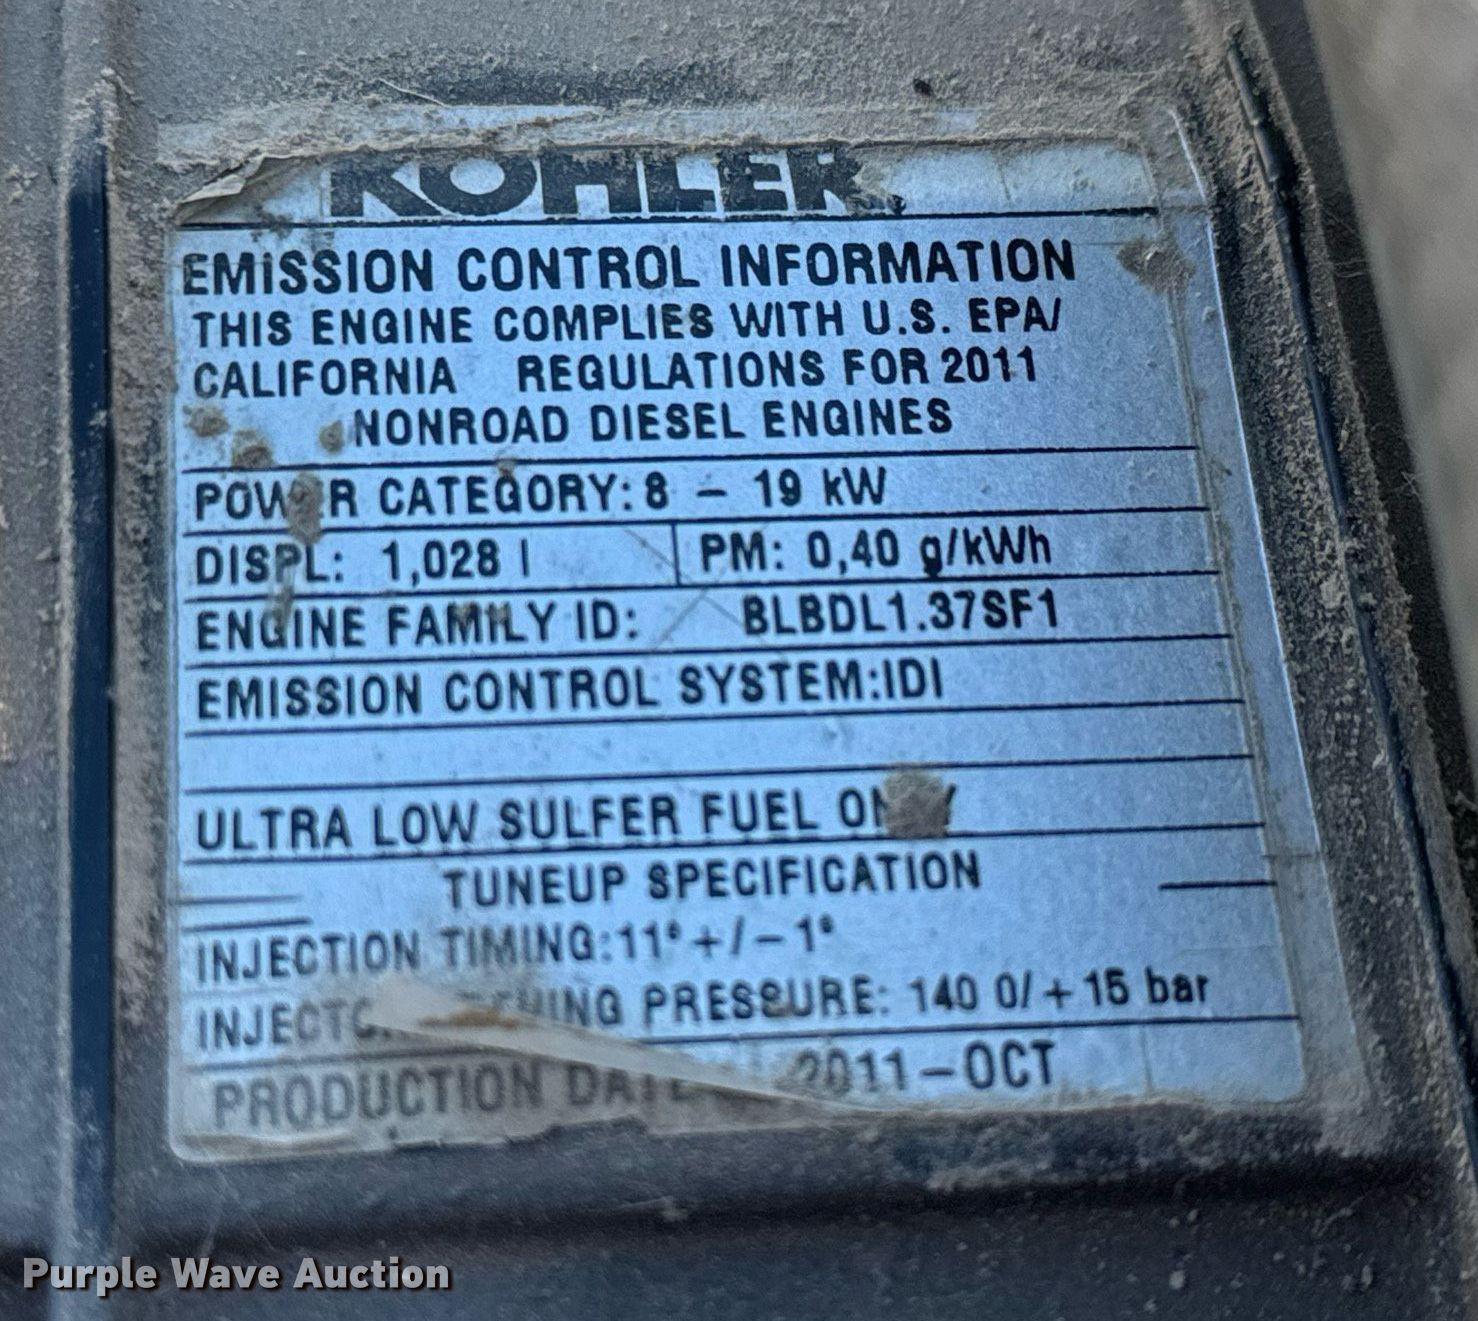 KOHLER
EMISSION CONTROL INFORMATION
THIS ENGINE COMPLIES WITH U.S. EPA/
CALIFORNIA REGULATIONS FOR 2011
NONROAD DIESEL ENGINES
POWER CATEGORY: 8 – 19 kW
DISPL: 1,028 l PM: 0,40 g/kWh
ENGINE FAMILY ID: BLBDL1.37SF1
EMISSION CONTROL SYSTEM:IDI
ULTRA LOW SULFER FUEL ONLY
TUNEUP SPECIFICATION
INJECTION TIMING:11° +/– 1°
PRESSURE: 140 0/ + 15 bar
PRODUCTION DATE 2011–OCT
Purple Wave Auction